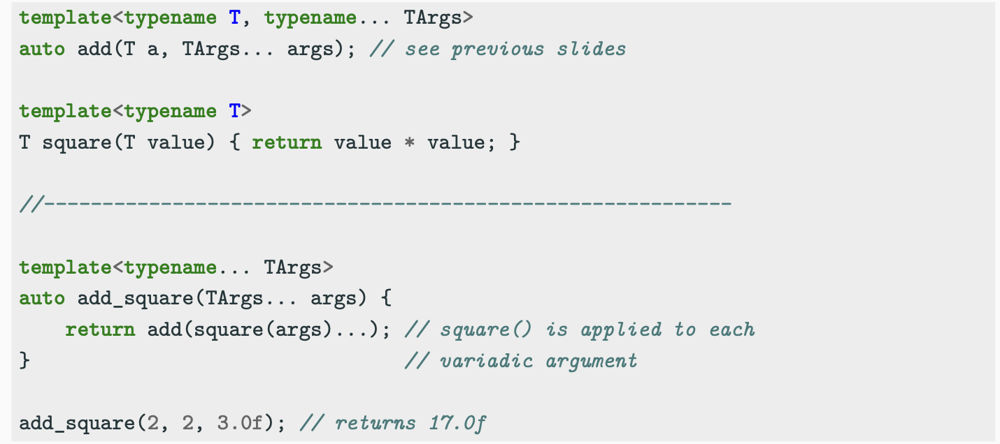 template<typename T, typename... TArgs>
auto add(T a, TArgs... args); // see previous slides
template<typename T>
T square(T value) { return value * value; }
//-----------------------------------------------------------
template<typename... TArgs>
auto add_square(TArgs... args) {
    return add(square(args)...); // square() is applied to each
}                                // variadic argument
add_square(2, 2, 3.0f); // returns 17.0f